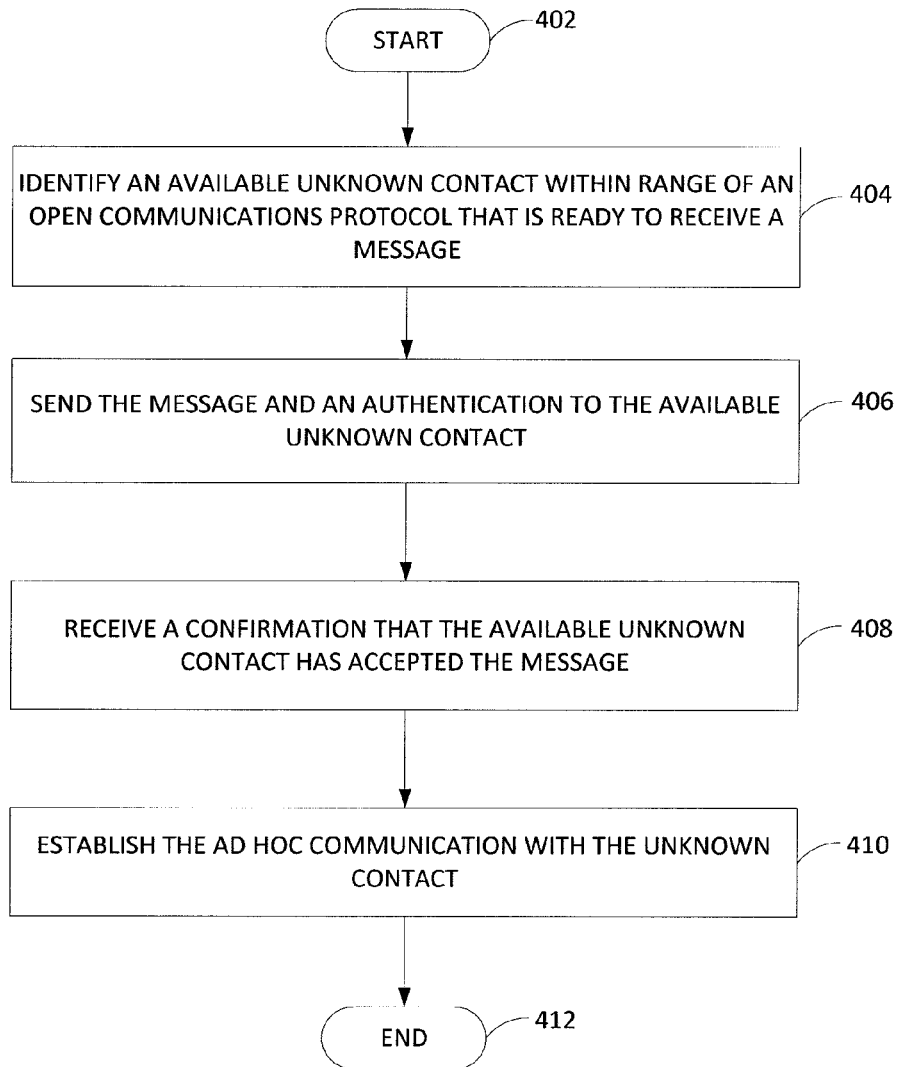 START
402
IDENTIFY AN AVAILABLE UNKNOWN CONTACT WITHIN RANGE OF AN
OPEN COMMUNICATIONS PROTOCOL THAT IS READY TO RECEIVE A
MESSAGE
404
SEND THE MESSAGE AND AN AUTHENTICATION TO THE AVAILABLE
UNKNOWN CONTACT
406
RECEIVE A CONFIRMATION THAT THE AVAILABLE UNKNOWN
CONTACT HAS ACCEPTED THE MESSAGE
408
ESTABLISH THE AD HOC COMMUNICATION WITH THE UNKNOWN
CONTACT
410
END
412